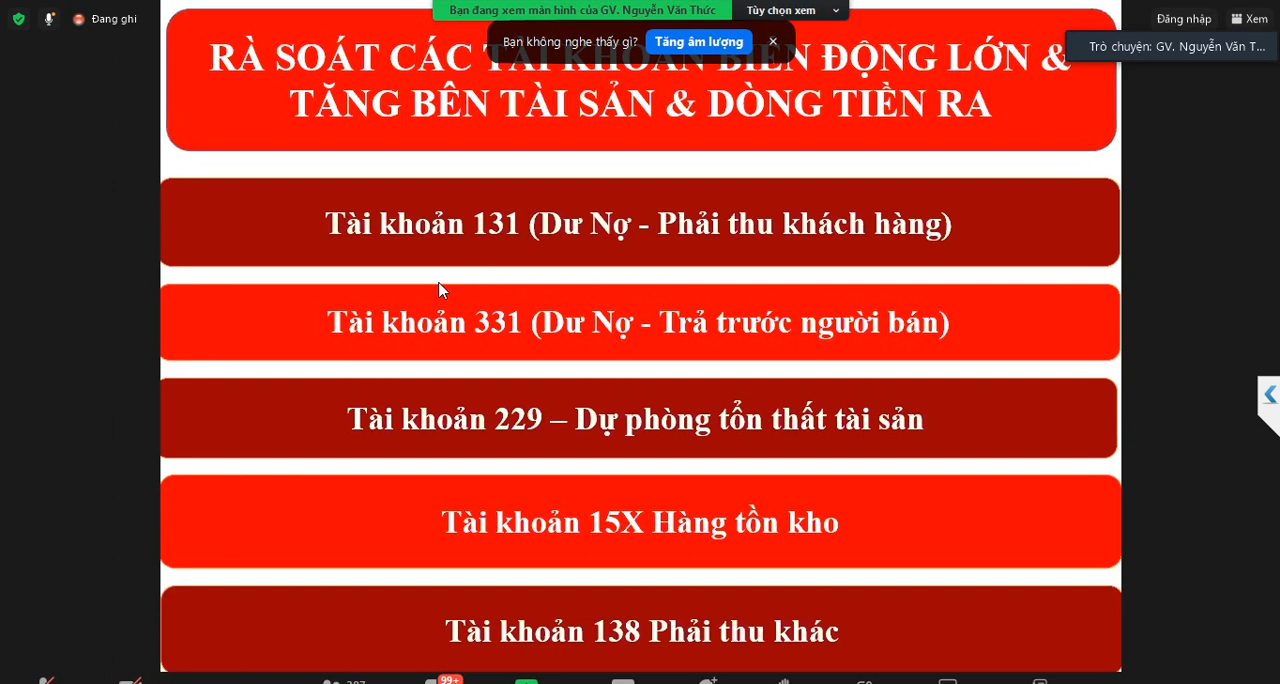 Bạn đang xem màn hình của GV. Nguyễn Văn Thức
Tùy chọn xem
Đang ghi
Đăng nhập
Xem
Bạn không nghe thấy gì?
Tăng âm lượng
Trò chuyện: GV. Nguyễn Văn T...
RÀ SOÁT CÁC TÀI KHOẢN BIẾN ĐỘNG LỚN &
TĂNG BÊN TÀI SẢN & DÒNG TIỀN RA
Tài khoản 131 (Dư Nợ - Phải thu khách hàng)
Tài khoản 331 (Dư Nợ - Trả trước người bán)
Tài khoản 229 – Dự phòng tổn thất tài sản
Tài khoản 15X Hàng tồn kho
Tài khoản 138 Phải thu khác
99+